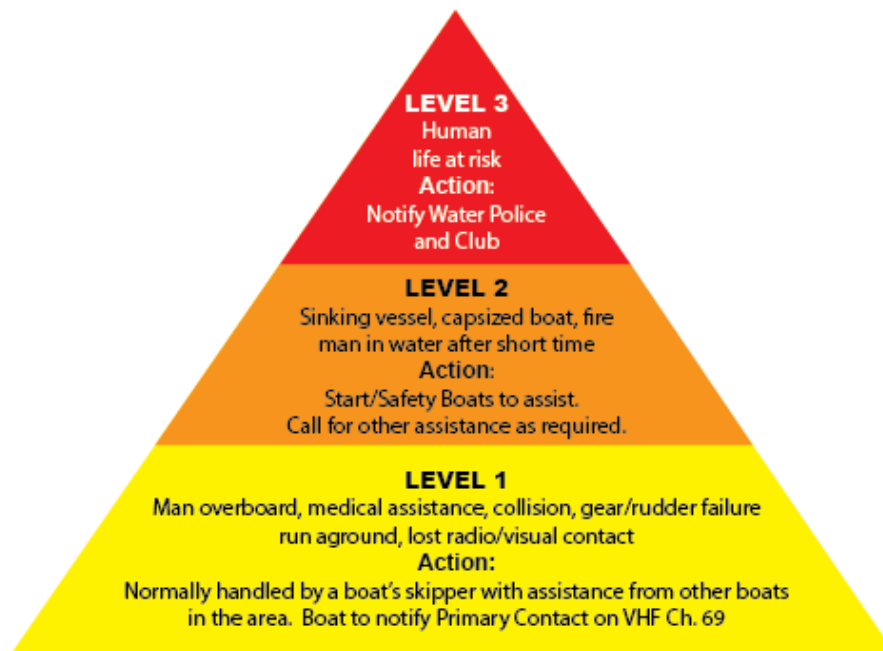 LEVEL 3
Human
life at risk
Action:
Notify Water Police
and Club
LEVEL 2
Sinking vessel, capsized boat, fire
man in water after short time
Action:
Start/Safety Boats to assist.
Call for other assistance as required.
LEVEL 1
Man overboard, medical assistance, collision, gear/rudder failure
run aground, lost radio/visual contact
Action:
Normally handled by a boat's skipper with assistance from other boats
in the area. Boat to notify Primary Contact on VHF Ch. 69